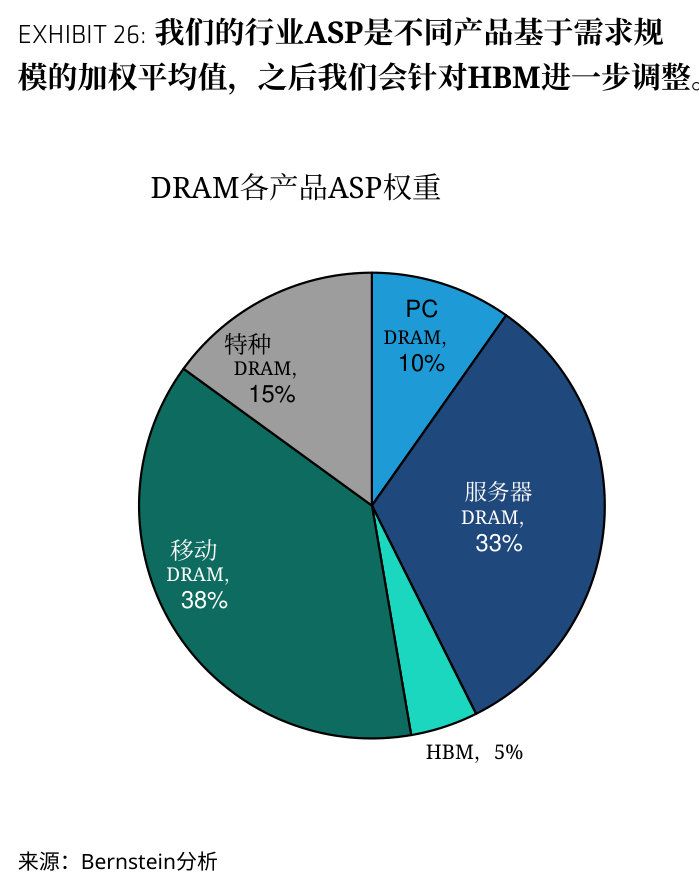 EXHIBIT 26: 我们的行业ASP是不同产品基于需求规
模的加权平均值，之后我们会针对HBM进一步调整。
DRAM各产品ASP权重
PC
DRAM,
10%
特种
DRAM,
15%
服务器
DRAM,
33%
移动
DRAM,
38%
HBM，5%
来源：Bernstein分析